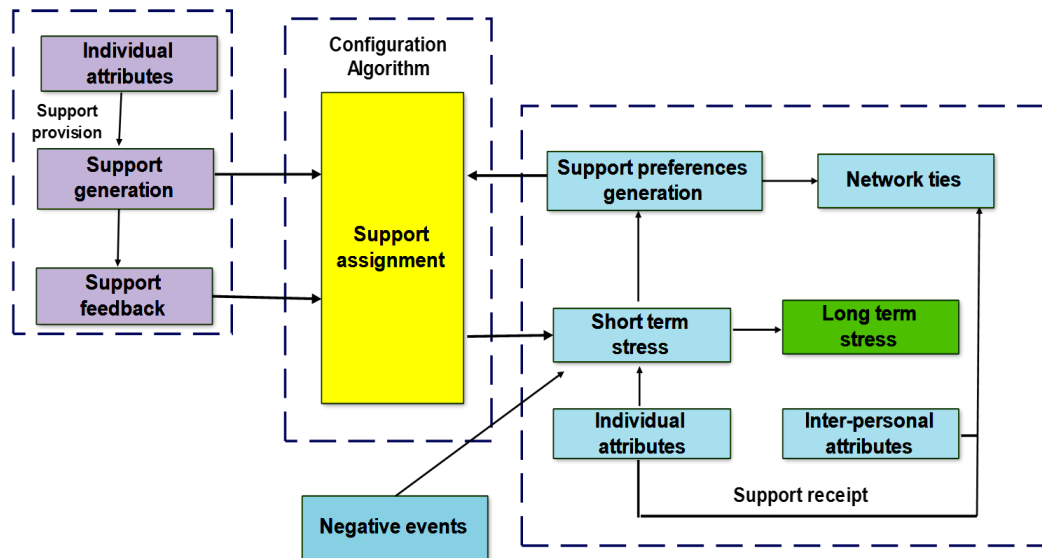 Individual
attributes
Support
provision
Support
generation
Support
feedback
Configuration
Algorithm
Support
assignment
Support preferences
generation
Network ties
Short term
stress
Long term
stress
Individual
attributes
Inter-personal
attributes
Support receipt
Negative events